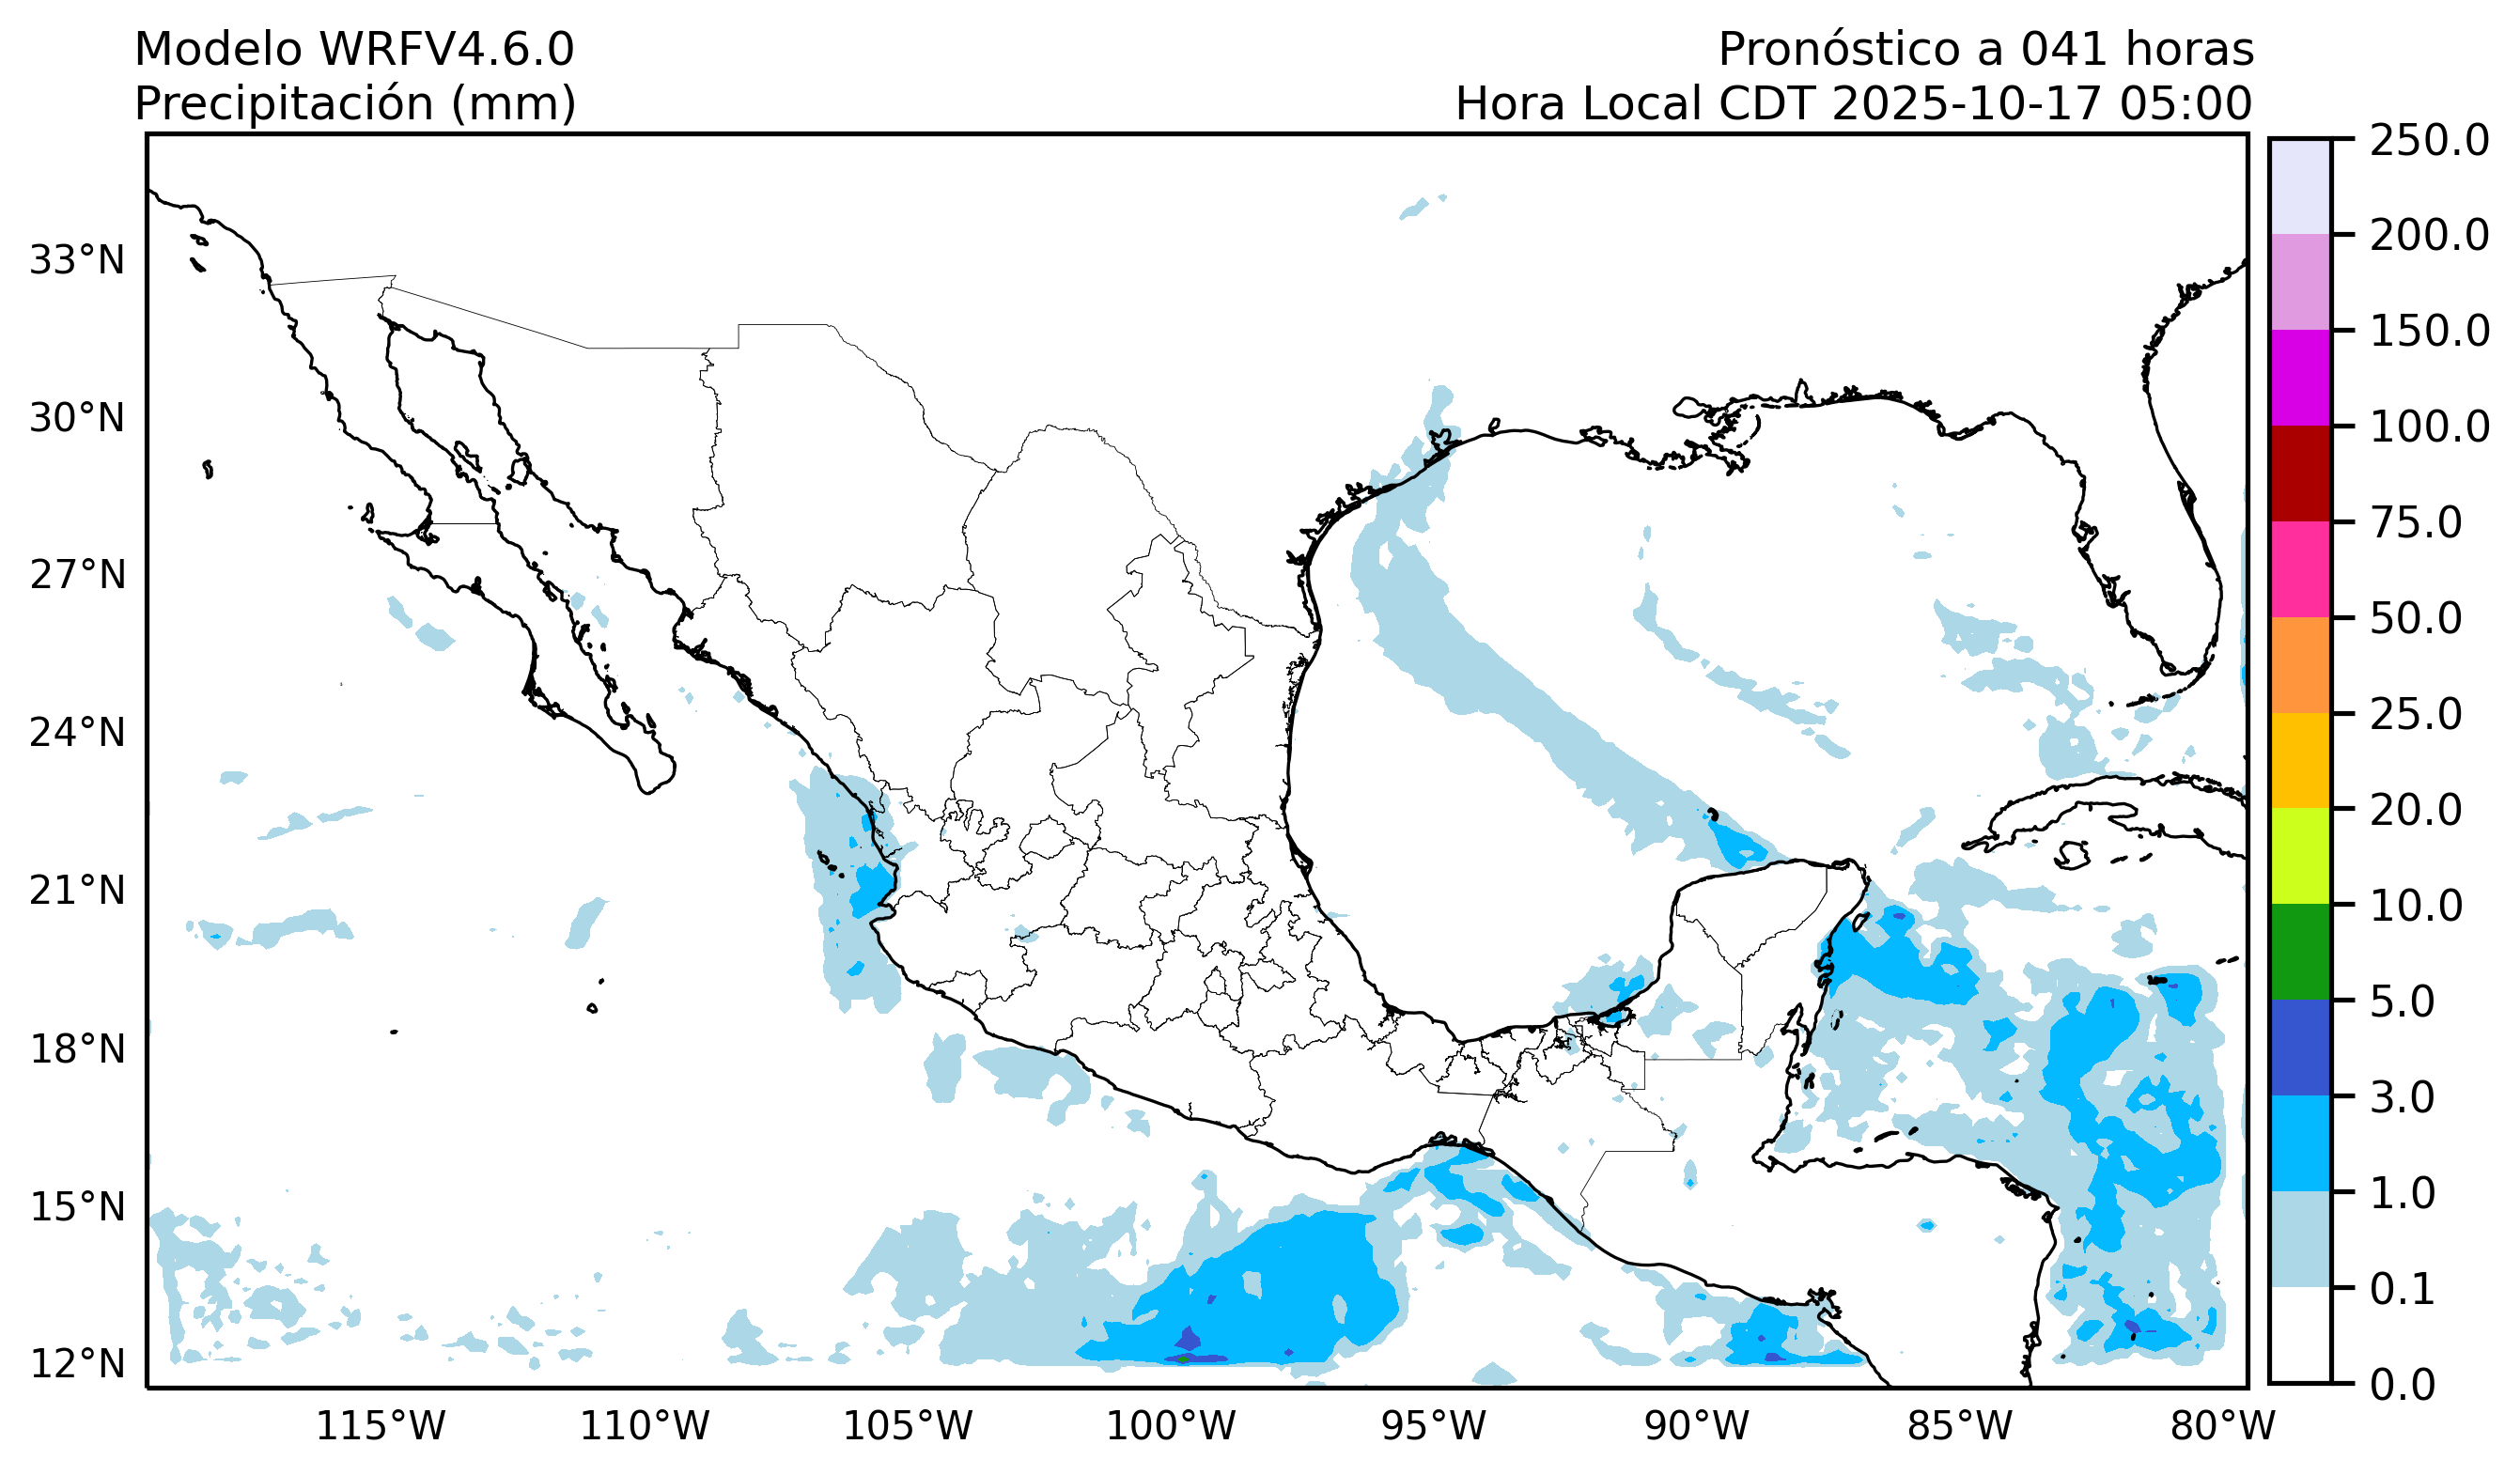 Modelo WRFV4.6.0
Precipitación (mm)
Pronóstico a 041 horas
Hora Local CDT 2025-10-17 05:00
33°N
30°N
27°N
24°N
21°N
18°N
15°N
12°N
115°W
110°W
105°W
100°W
95°W
90°W
85°W
80°W
250.0
200.0
150.0
100.0
75.0
50.0
25.0
20.0
10.0
5.0
3.0
1.0
0.1
0.0